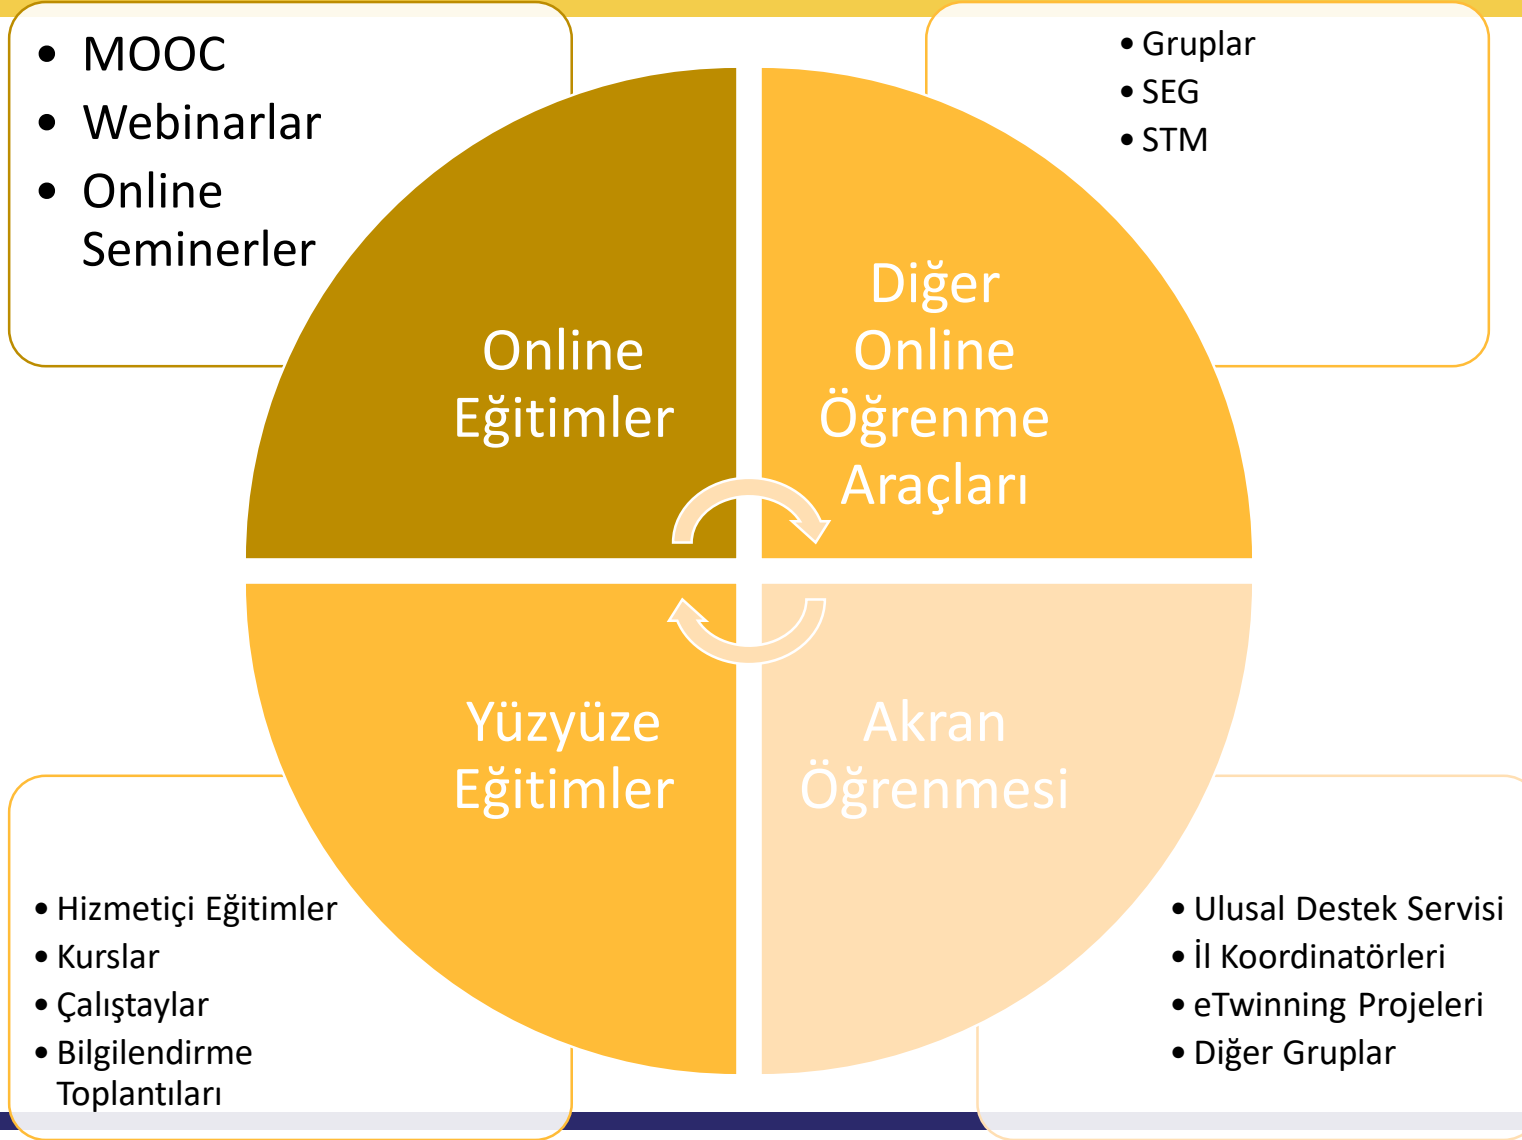 • MOOC
• Webinarlar
• Online
Seminerler
• Gruplar
• SEG
• STM
Online
Eğitimler
Diğer
Online
Öğrenme
Araçları
Yüzyüze
Eğitimler
Akran
Öğrenmesi
• Hizmetiçi Eğitimler
• Kurslar
• Çalıştaylar
• Bilgilendirme
Toplantıları
• Ulusal Destek Servisi
• İl Koordinatörleri
• eTwinning Projeleri
• Diğer Gruplar